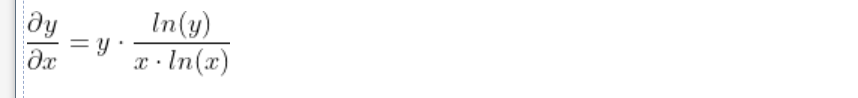 ∂y/∂x = y · ln(y)/(x · ln(x))